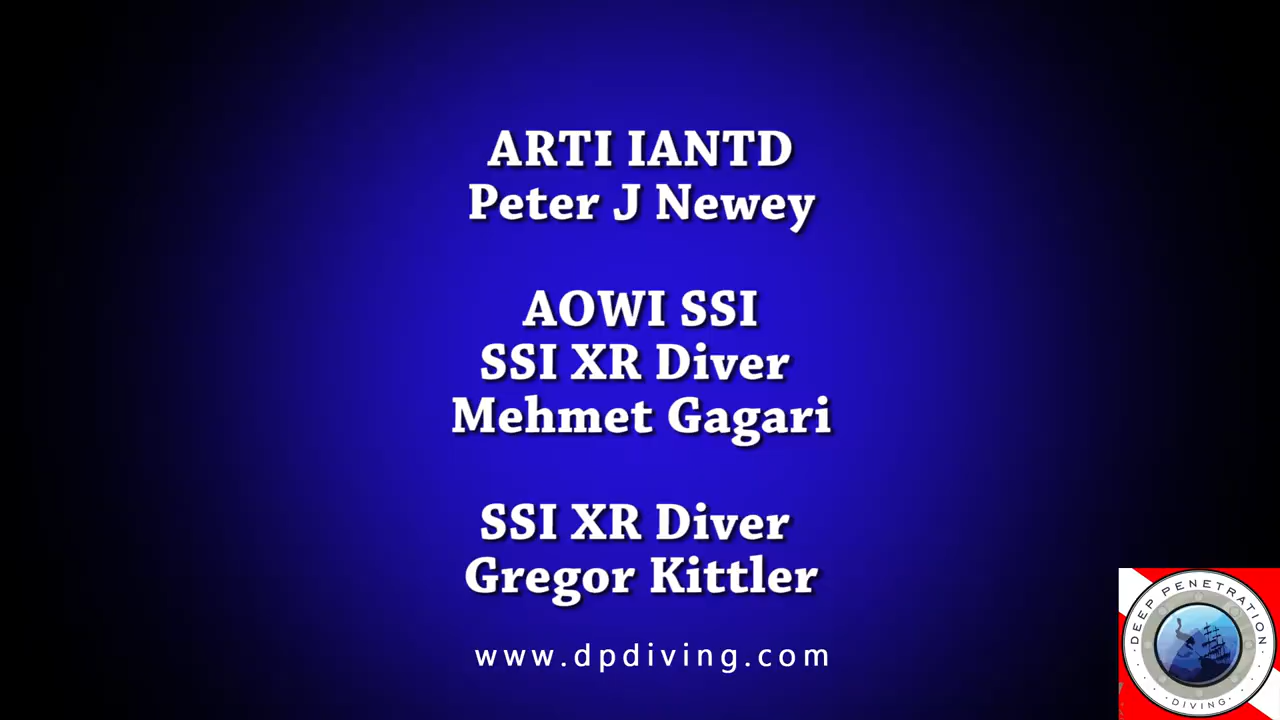 ARTI IANTD
Peter J Newey
AOWI SSI
SSI XR Diver
Mehmet Gagari
SSI XR Diver
Gregor Kittler
www.dpdiving.com
DEEP PENETRATION
DIVING